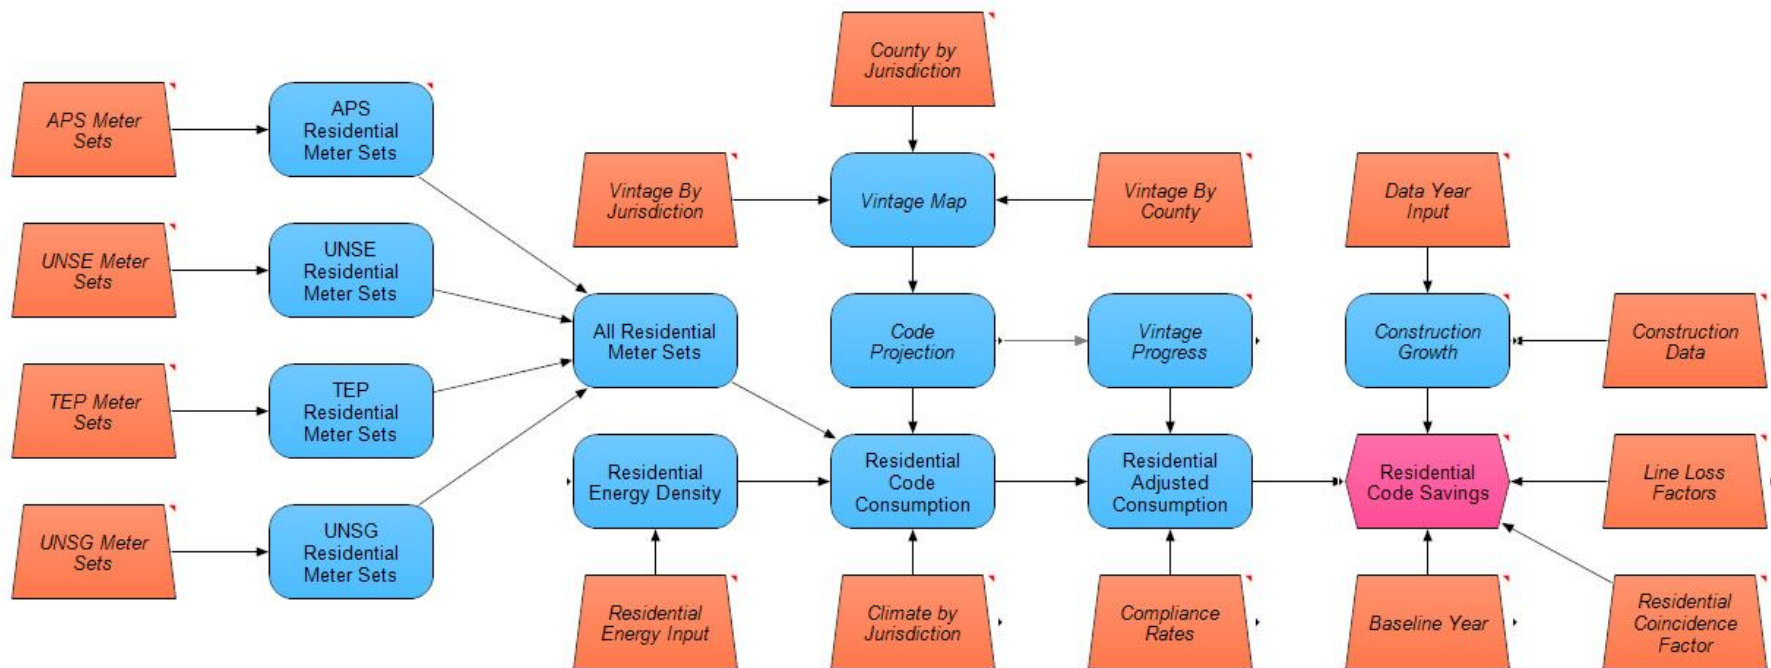 County by
Jurisdiction
APS Meter
Sets
APS
Residential
Meter Sets
Vintage By
Jurisdiction
Vintage Map
Vintage By
County
Data Year
Input
UNSE Meter
Sets
UNSE
Residential
Meter Sets
All Residential
Meter Sets
Code
Projection
Vintage
Progress
Construction
Growth
Construction
Data
TEP Meter
Sets
TEP
Residential
Meter Sets
Residential
Energy Density
Residential
Code
Consumption
Residential
Adjusted
Consumption
Residential
Code Savings
Line Loss
Factors
UNSG Meter
Sets
UNSG
Residential
Meter Sets
Residential
Energy Input
Climate by
Jurisdiction
Compliance
Rates
Baseline Year
Residential
Coincidence
Factor